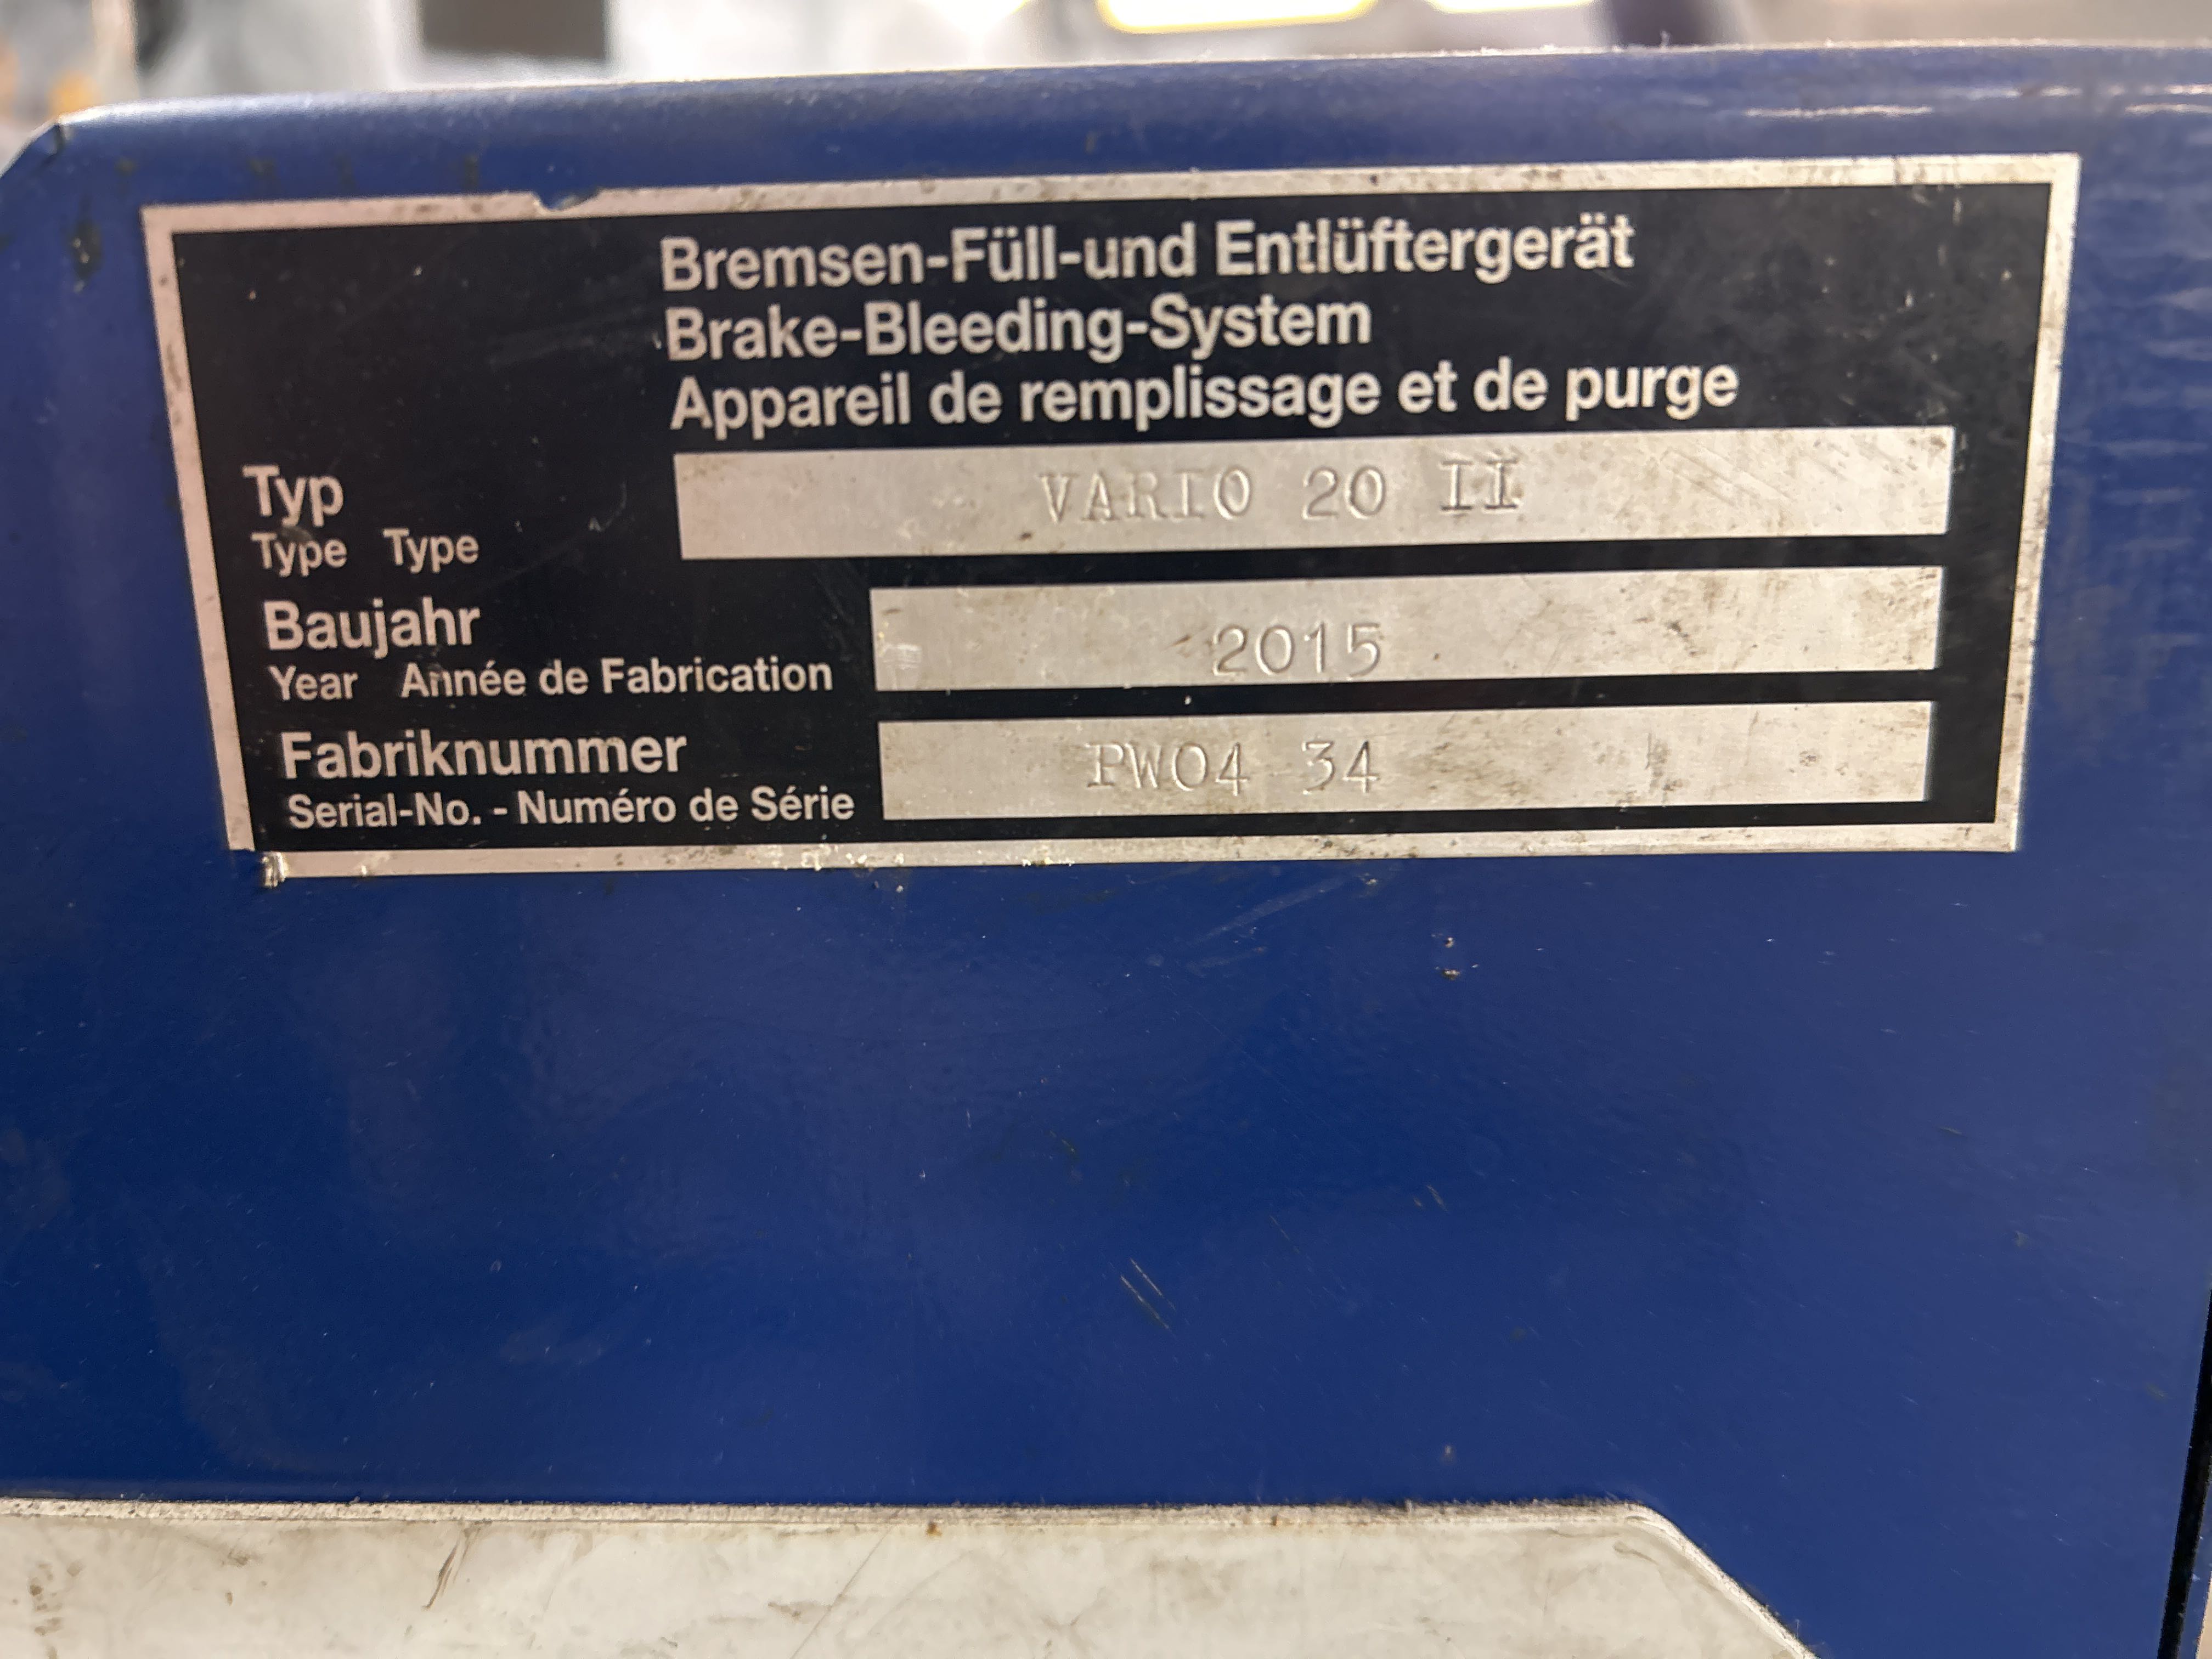 Bremsen-Füll-und Entlüftergerät
Brake-Bleeding-System
Appareil de remplissage et de purge
Typ VARIO 20 II
Type Type
Baujahr 2015
Year Année de Fabrication
Fabriknummer PW04 34
Serial-No. - Numéro de Série